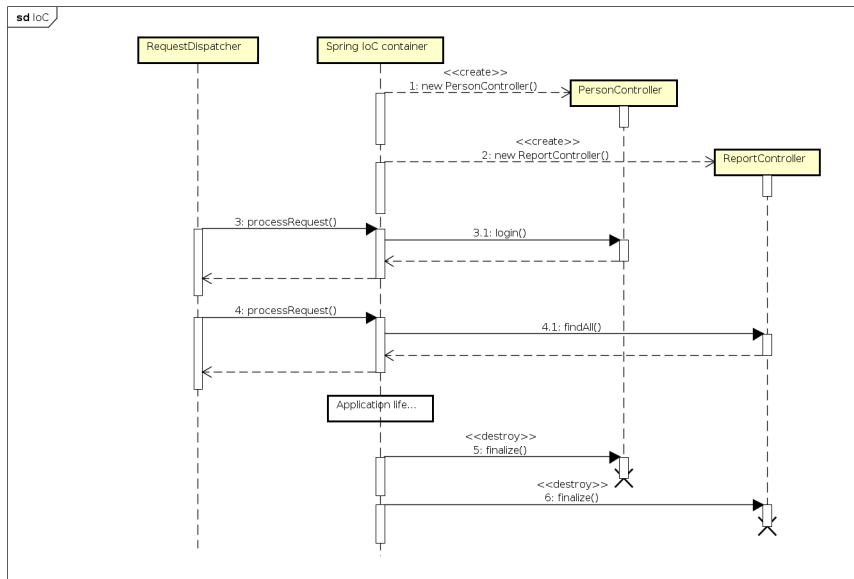 sd IoC
RequestDispatcher
Spring IoC container
<<create>>
1: new PersonController()
PersonController
<<create>>
2: new ReportController()
ReportController
3: processRequest()
3.1: login()
4: processRequest()
4.1: findAll()
Application life...
<<destroy>>
5: finalize()
<<destroy>>
6: finalize()